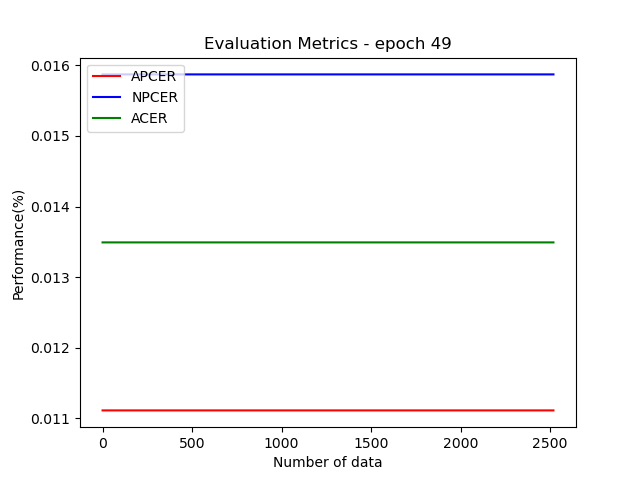 Evaluation Metrics - epoch 49
0.016
0.015
0.014
0.013
0.012
0.011
Performance(%)
APCER
NPCER
ACER
0
500
1000
1500
2000
2500
Number of data